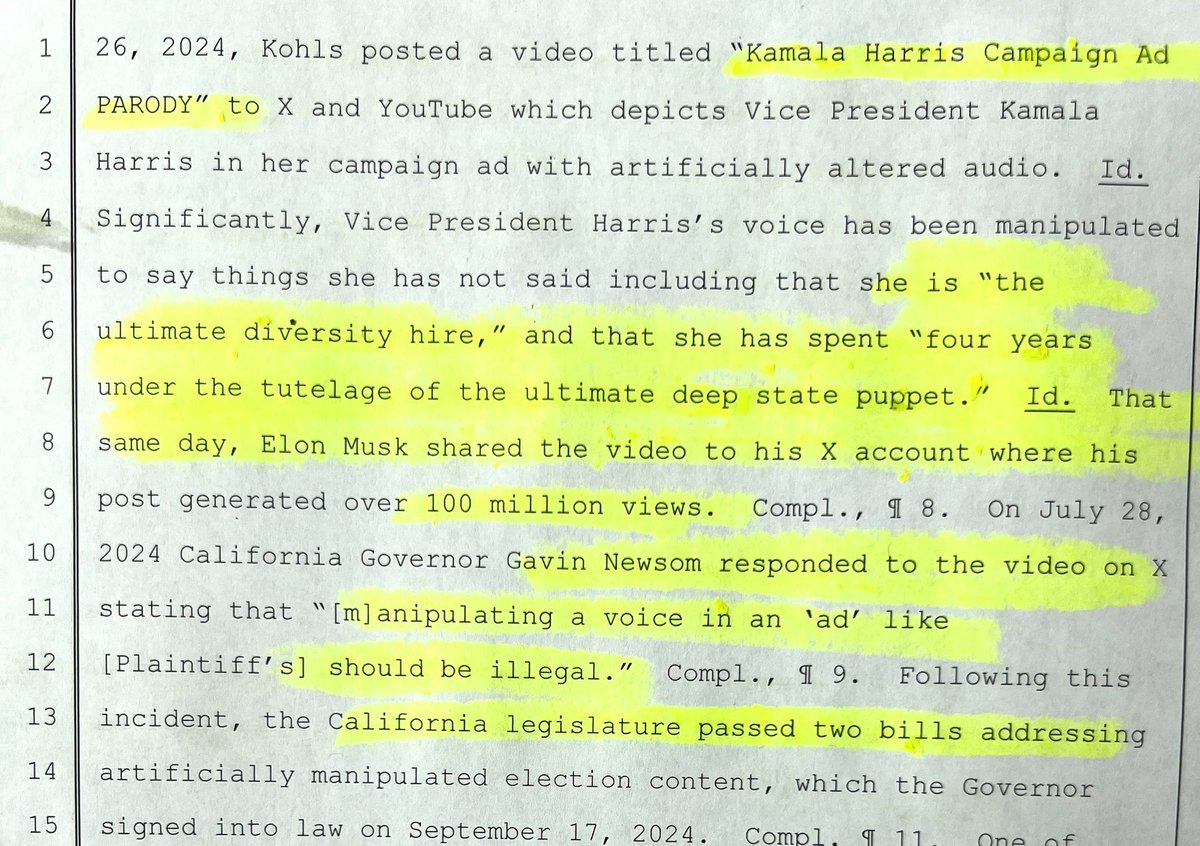 1 26, 2024, Kohls posted a video titled “Kamala Harris Campaign Ad
2 PARODY” to X and YouTube which depicts Vice President Kamala
3 Harris in her campaign ad with artificially altered audio. Id.
4 Significantly, Vice President Harris’s voice has been manipulated
5 to say things she has not said including that she is “the
6 ultimate diversity hire,” and that she has spent “four years
7 under the tutelage of the ultimate deep state puppet.” Id. That
8 same day, Elon Musk shared the video to his X account where his
9 post generated over 100 million views. Compl., ¶ 8. On July 28,
10 2024 California Governor Gavin Newsom responded to the video on X
11 stating that “[m]anipulating a voice in an ‘ad’ like
12 [Plaintiff’s] should be illegal.” Compl., ¶ 9. Following this
13 incident, the California legislature passed two bills addressing
14 artificially manipulated election content, which the Governor
15 signed into law on September 17, 2024. Compl. ¶ 11. One of